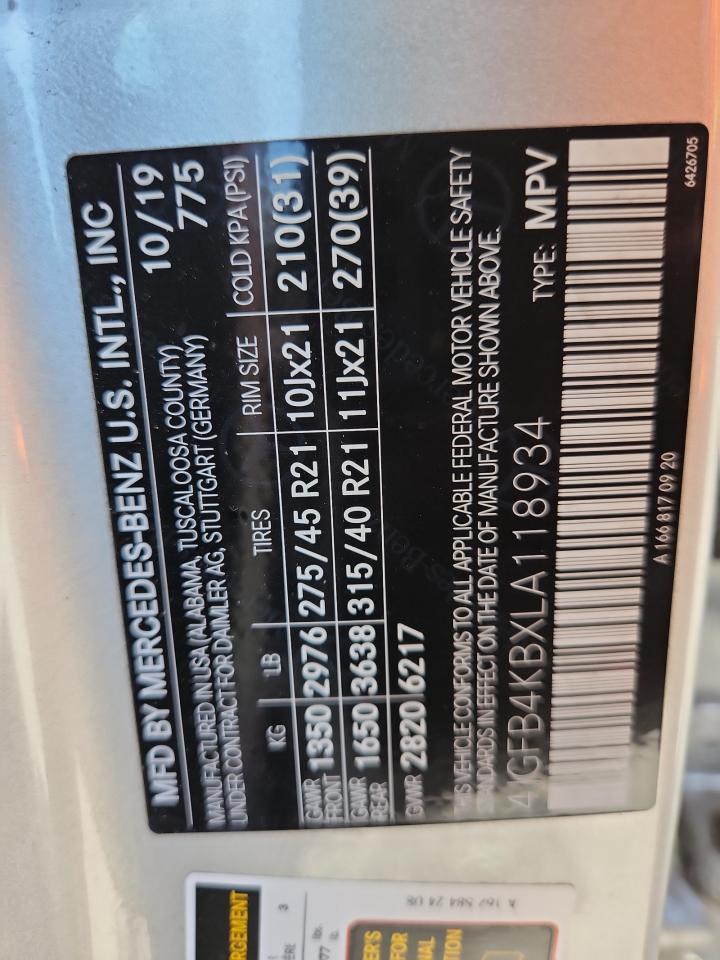 MFD BY MERCEDES-BENZ U.S. INTL., INC
MANUFACTURED IN USA (ALABAMA, TUSCALOOSA COUNTY) 10/19
UNDER CONTRACT FOR DAIMLER AG, STUTTGART (GERMANY) 775
KG LB TIRES RIM SIZE COLD KPA (PSI)
GAWR FRONT 1350 2976 275/45 R21 10Jx21 210(31)
GAWR REAR 1650 3638 315/40 R21 11Jx21 270(39)
GWR 2820 6217
THIS VEHICLE CONFORMS TO ALL APPLICABLE FEDERAL MOTOR VEHICLE SAFETY
STANDARDS IN EFFECT ON THE DATE OF MANUFACTURE SHOWN ABOVE.
4JGFB4KBXLA118934 TYPE: MPV
A 166 817 09 20 6426705
A 167 584 24 08